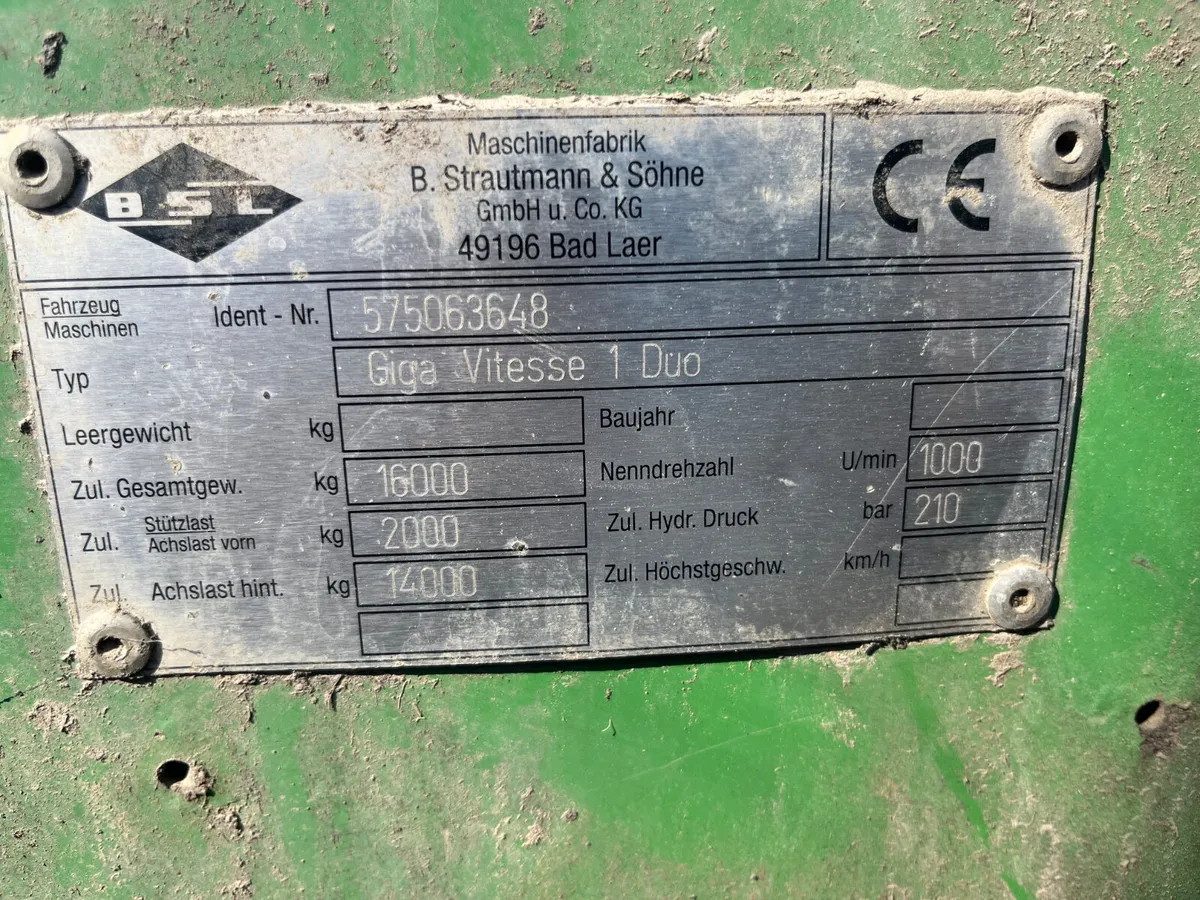 BSL
Maschinenfabrik
B. Strautmann & Söhne
GmbH u. Co. KG
49196 Bad Laer
CE
Fahrzeug
Maschinen
Ident - Nr. 575063648
Typ Giga Vitesse 1 Duo
Leergewicht kg
Baujahr
Zul. Gesamtgew. kg 16000
Nenndrehzahl U/min 1000
Zul. Stützlast
Achslast vorn kg 2000
Zul. Hydr. Druck bar 210
Zul. Achslast hint. kg 14000
Zul. Höchstgeschw. km/h